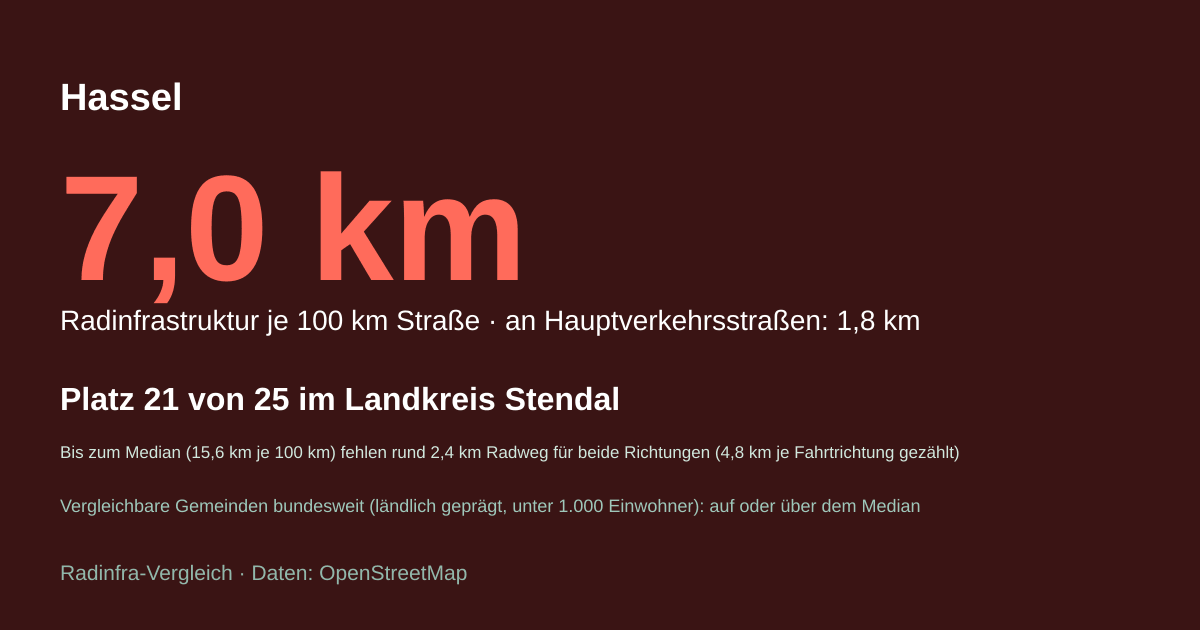 Hassel
7,0 km
Radinfrastruktur je 100 km Straße · an Hauptverkehrsstraßen: 1,8 km
Platz 21 von 25 im Landkreis Stendal
Bis zum Median (15,6 km je 100 km) fehlen rund 2,4 km Radweg für beide Richtungen (4,8 km je Fahrtrichtung gezählt)
Vergleichbare Gemeinden bundesweit (ländlich geprägt, unter 1.000 Einwohner): auf oder über dem Median
Radinfra-Vergleich · Daten: OpenStreetMap